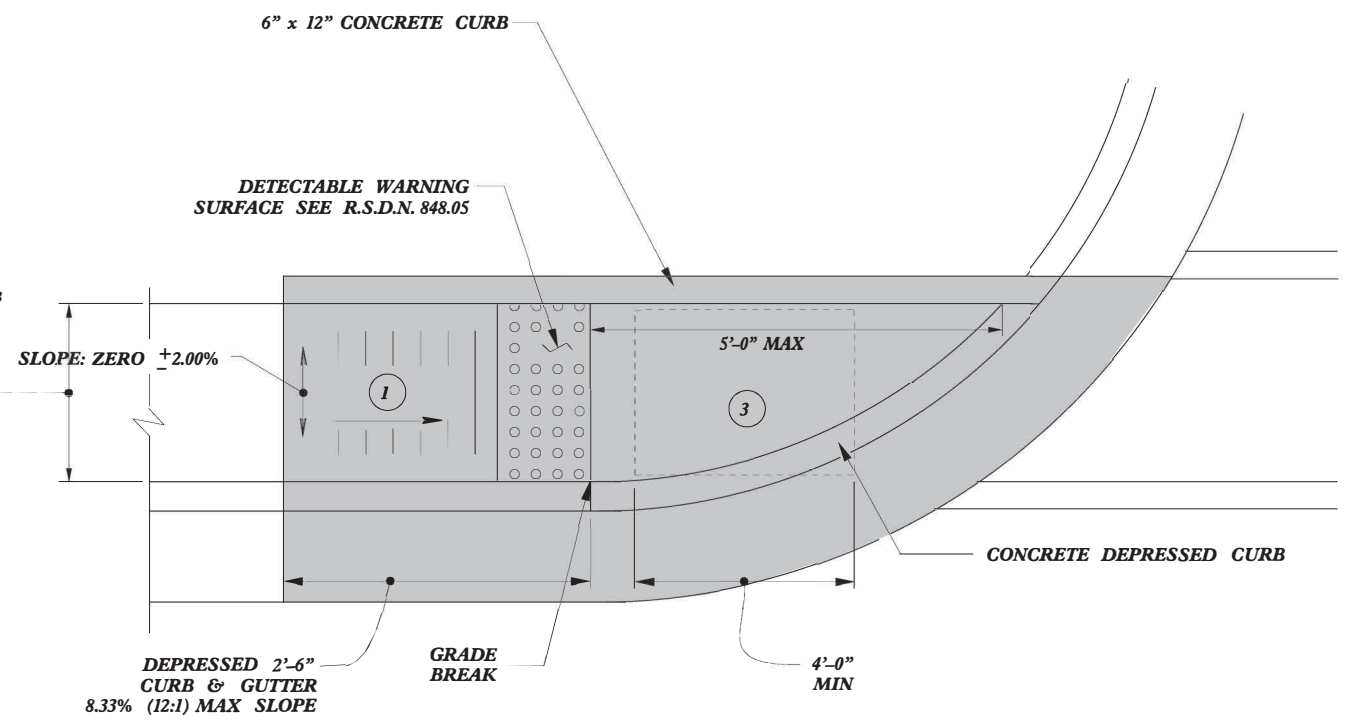 6” x 12” CONCRETE CURB
DETECTABLE WARNING
SURFACE SEE R.S.D.N. 848.05
SLOPE: ZERO ±2.00%
1
5’–0” MAX
3
CONCRETE DEPRESSED CURB
DEPRESSED 2’–6”
CURB & GUTTER
8.33% (12:1) MAX SLOPE
GRADE
BREAK
4’–0”
MIN